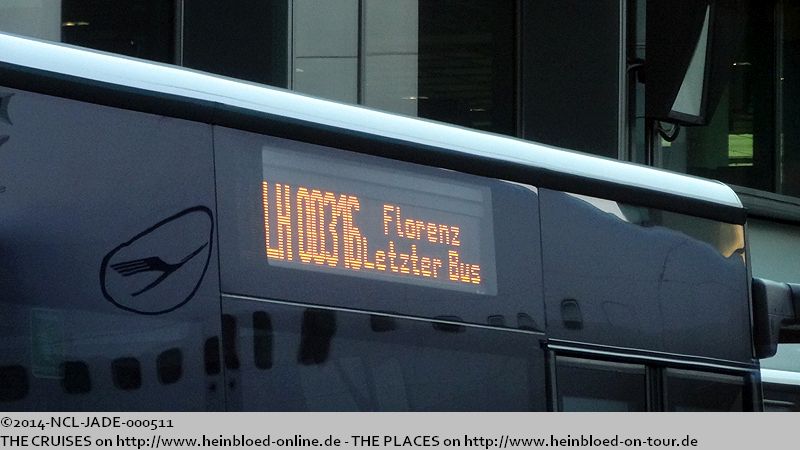 LH 00316 Florenz
Letzter Bus
©2014-NCL-JADE-000511
THE CRUISES on http://www.heinbloed-online.de - THE PLACES on http://www.heinbloed-on-tour.de